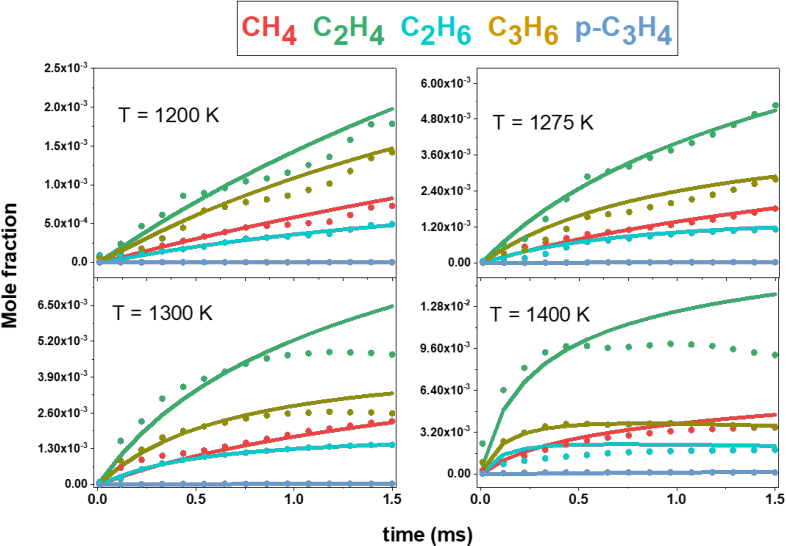 CH₄ C₂H₄ C₂H₆ C₃H₆ p-C₃H₄
2.5x10⁻³
2.0x10⁻³
1.5x10⁻³
1.0x10⁻³
5.0x10⁻⁴
0.0
T = 1200 K
6.00x10⁻³
4.80x10⁻³
3.60x10⁻³
2.40x10⁻³
1.20x10⁻³
0.00
T = 1275 K
Mole fraction
6.50x10⁻³
5.20x10⁻³
3.90x10⁻³
2.60x10⁻³
1.30x10⁻³
0.00
T = 1300 K
0.0 0.5 1.0 1.5
1.28x10⁻²
9.60x10⁻³
6.40x10⁻³
3.20x10⁻³
0.00
T = 1400 K
0.0 0.5 1.0 1.5
time (ms)